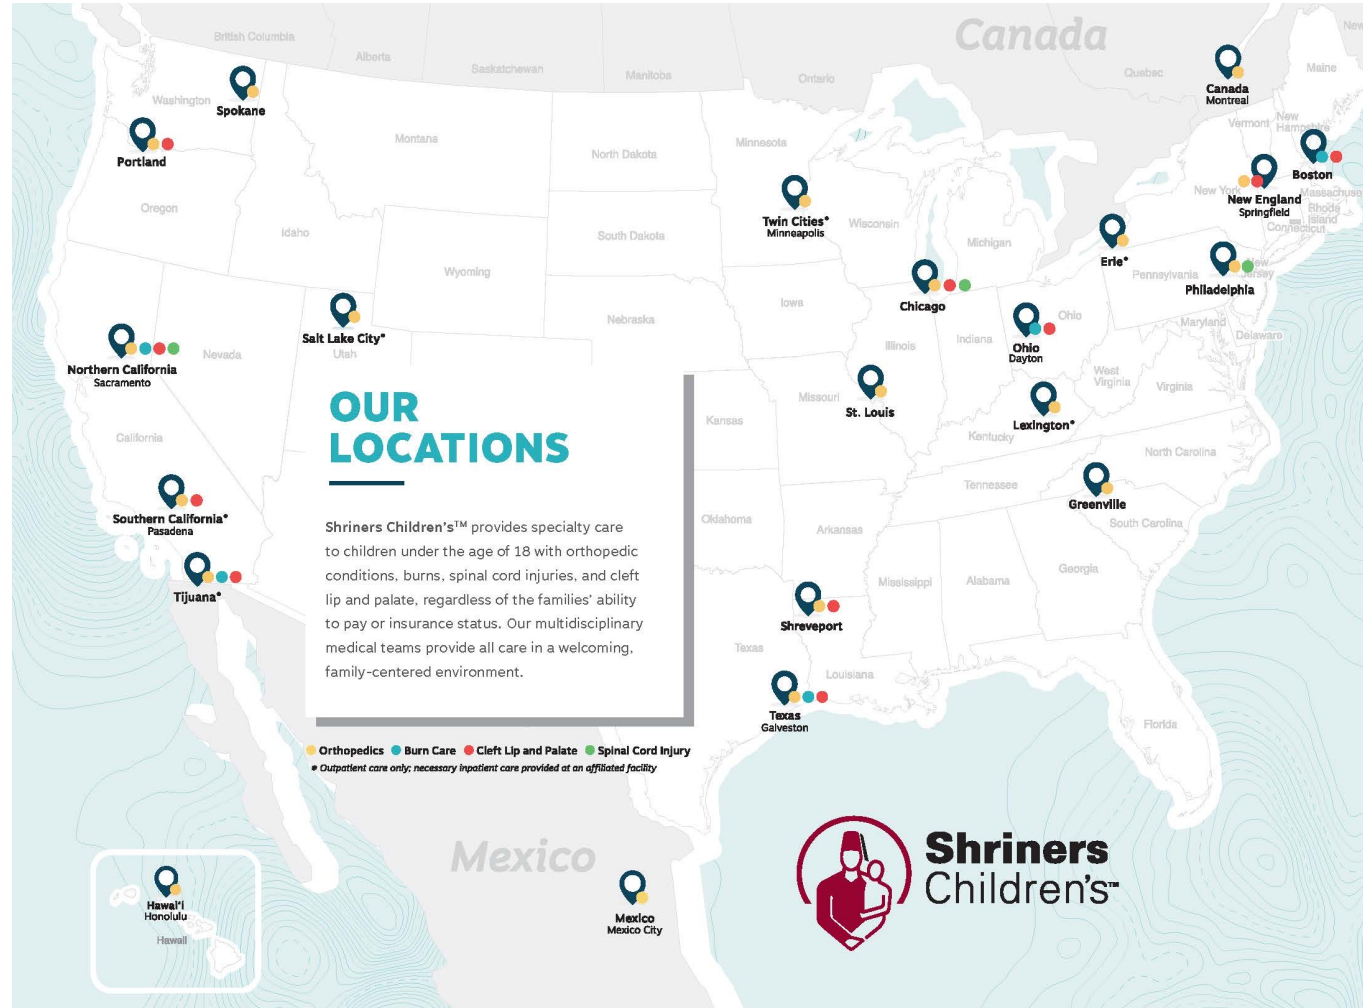 Canada
British Columbia
Alberta
Saskatchewan
Manitoba
Ontario
Quebec
Maine
New
Canada
Montreal
Washington
Spokane
Vermont
New
Hampshire
Montana
North Dakota
Minnesota
Portland
Boston
New York
Massachuse
New England
Springfield
Rhode
Island
Connecticut
Oregon
Idaho
Twin Cities*
Minneapolis
Wisconsin
South Dakota
Michigan
Erie*
Pennsylvania
New
Jersey
Wyoming
Philadelphia
Iowa
Chicago
Nebraska
Ohio
Maryland
Delaware
Salt Lake City*
Utah
Nevada
Illinois
Indiana
Ohio
Dayton
Northern California
Sacramento
West
Virginia
Virginia
Missouri
St. Louis
Kansas
Lexington*
Kentucky
California
North Carolina
OUR
LOCATIONS
Tennessee
Greenville
South Carolina
Southern California*
Pasadena
Oklahoma
Arkansas
Shriners Children's™ provides specialty care
to children under the age of 18 with orthopedic
conditions, burns, spinal cord injuries, and cleft
lip and palate, regardless of the families' ability
to pay or insurance status. Our multidisciplinary
medical teams provide all care in a welcoming,
family-centered environment.
Tijuana*
Mississippi
Alabama
Georgia
Shreveport
Texas
Louisiana
Texas
Galveston
Florida
Orthopedics Burn Care Cleft Lip and Palate Spinal Cord Injury
* Outpatient care only; necessary inpatient care provided at an affiliated facility
Mexico
Mexico
Mexico City
Hawai'i
Honolulu
Hawaii
Shriners
Children's™